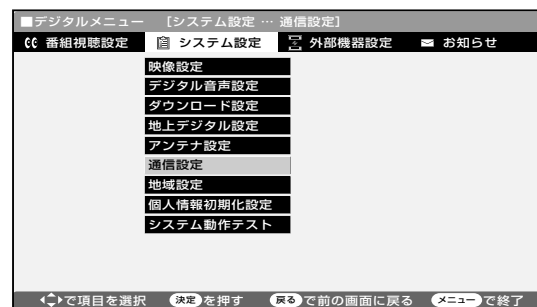 ■デジタルメニュー [システム設定 … 通信設定]
番組視聴設定 システム設定 外部機器設定 お知らせ
映像設定
デジタル音声設定
ダウンロード設定
地上デジタル設定
アンテナ設定
通信設定
地域設定
個人情報初期化設定
システム動作テスト
で項目を選択 決定を押す 戻るで前の画面に戻る メニューで終了